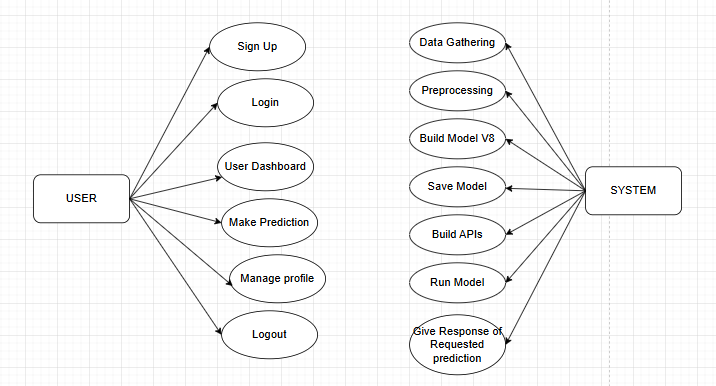 USER
Sign Up
Login
User Dashboard
Make Prediction
Manage profile
Logout
Data Gathering
Preprocessing
Build Model V8
Save Model
Build APIs
Run Model
Give Response of
Requested
prediction
SYSTEM